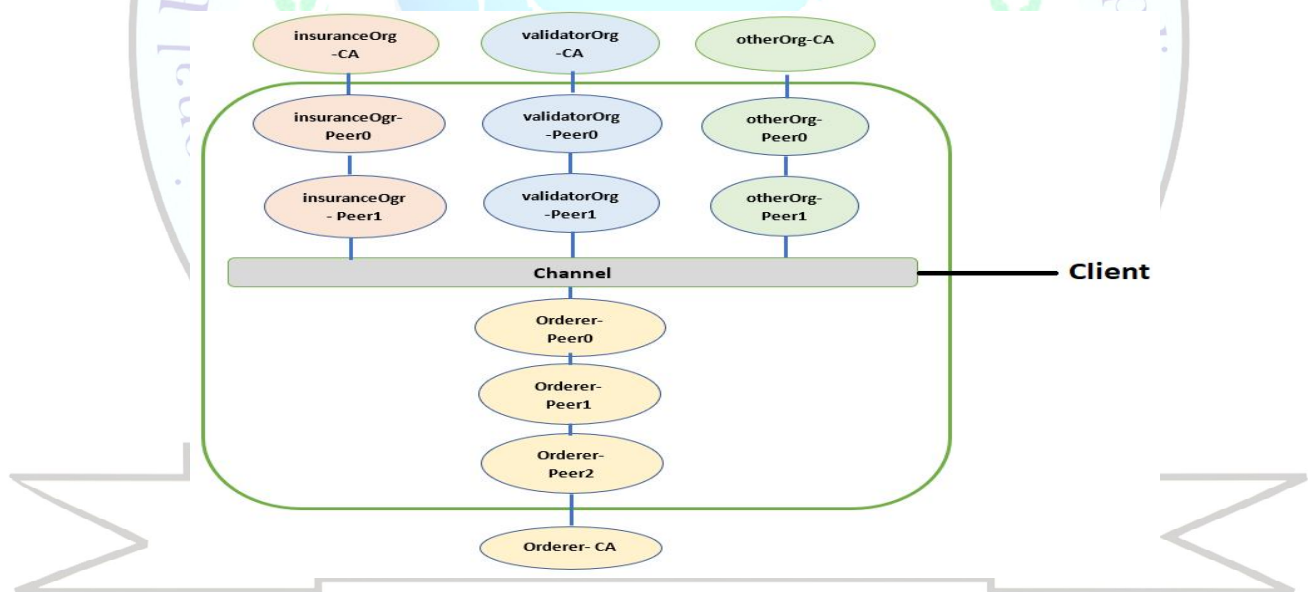 insuranceOrg
-CA
validatorOrg
-CA
otherOrg-CA
insuranceOgr-
Peer0
validatorOrg
-Peer0
otherOrg-
Peer0
insuranceOgr
- Peer1
validatorOrg
-Peer1
otherOrg-
Peer1
Channel
Client
Orderer-
Peer0
Orderer-
Peer1
Orderer-
Peer2
Orderer- CA